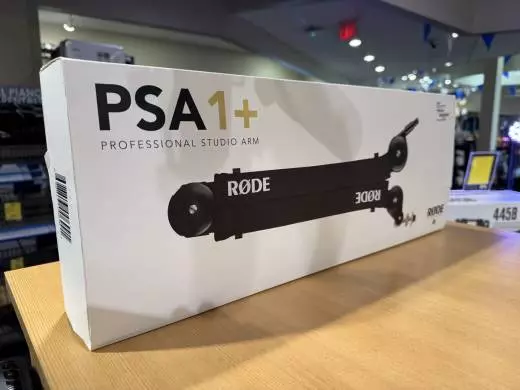 PSA1+
PROFESSIONAL STUDIO ARM
RØDE
RØDE
RØDE
445B